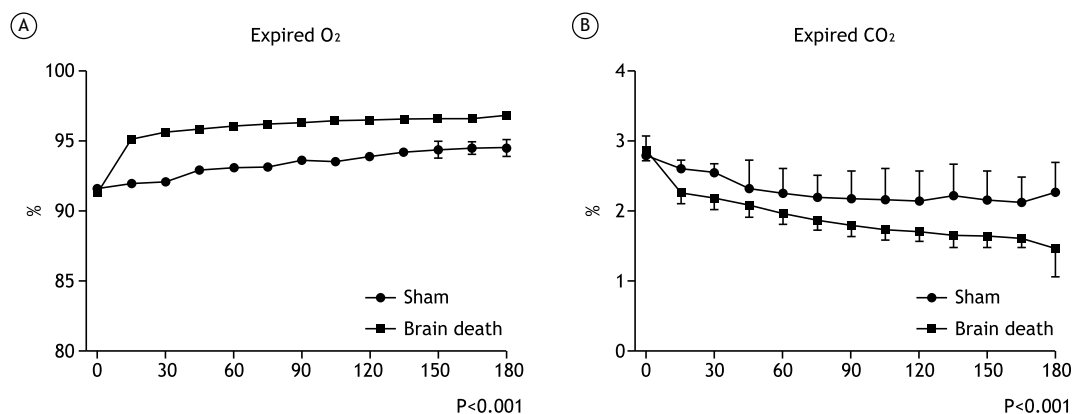 A
Expired O₂
100
95
90
85
80
%
Sham
Brain death
0 30 60 90 120 150 180
P<0.001
B
Expired CO₂
4
3
2
1
0
%
Sham
Brain death
0 30 60 90 120 150 180
P<0.001